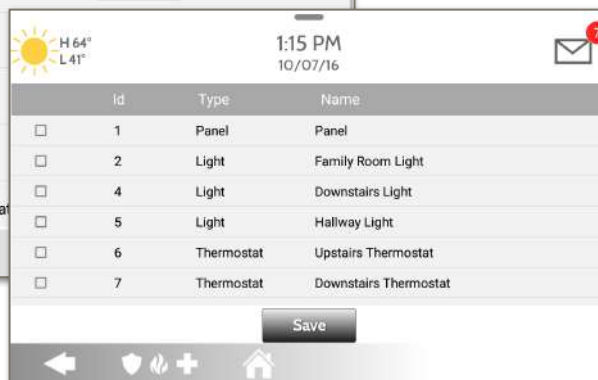 H 64°
L 41°
1:15 PM
10/07/16
7
Id Type Name
1 Panel Panel
2 Light Family Room Light
4 Light Downstairs Light
5 Light Hallway Light
6 Thermostat Upstairs Thermostat
7 Thermostat Downstairs Thermostat
Save